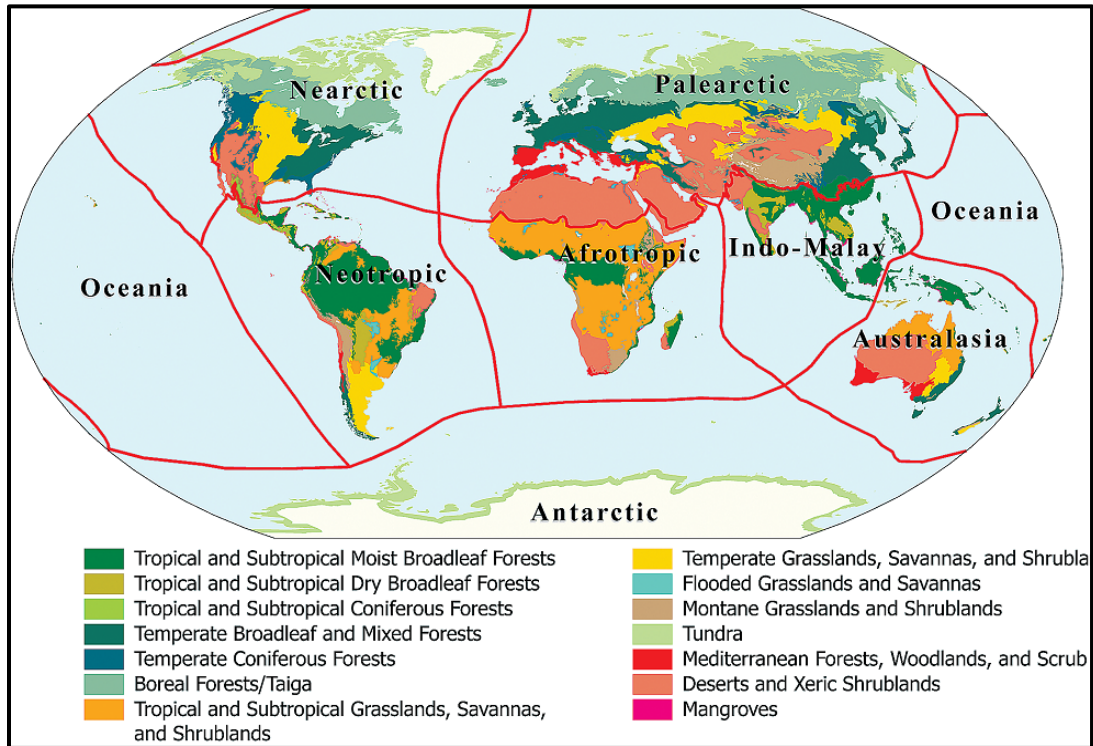 Nearctic
Palearctic
Oceania
Afrotropic
Indo-Malay
Neotropic
Oceania
Australasia
Antarctic
Tropical and Subtropical Moist Broadleaf Forests
Tropical and Subtropical Dry Broadleaf Forests
Tropical and Subtropical Coniferous Forests
Temperate Broadleaf and Mixed Forests
Temperate Coniferous Forests
Boreal Forests/Taiga
Tropical and Subtropical Grasslands, Savannas,
and Shrublands
Temperate Grasslands, Savannas, and Shrubla
Flooded Grasslands and Savannas
Montane Grasslands and Shrublands
Tundra
Mediterranean Forests, Woodlands, and Scrub
Deserts and Xeric Shrublands
Mangroves